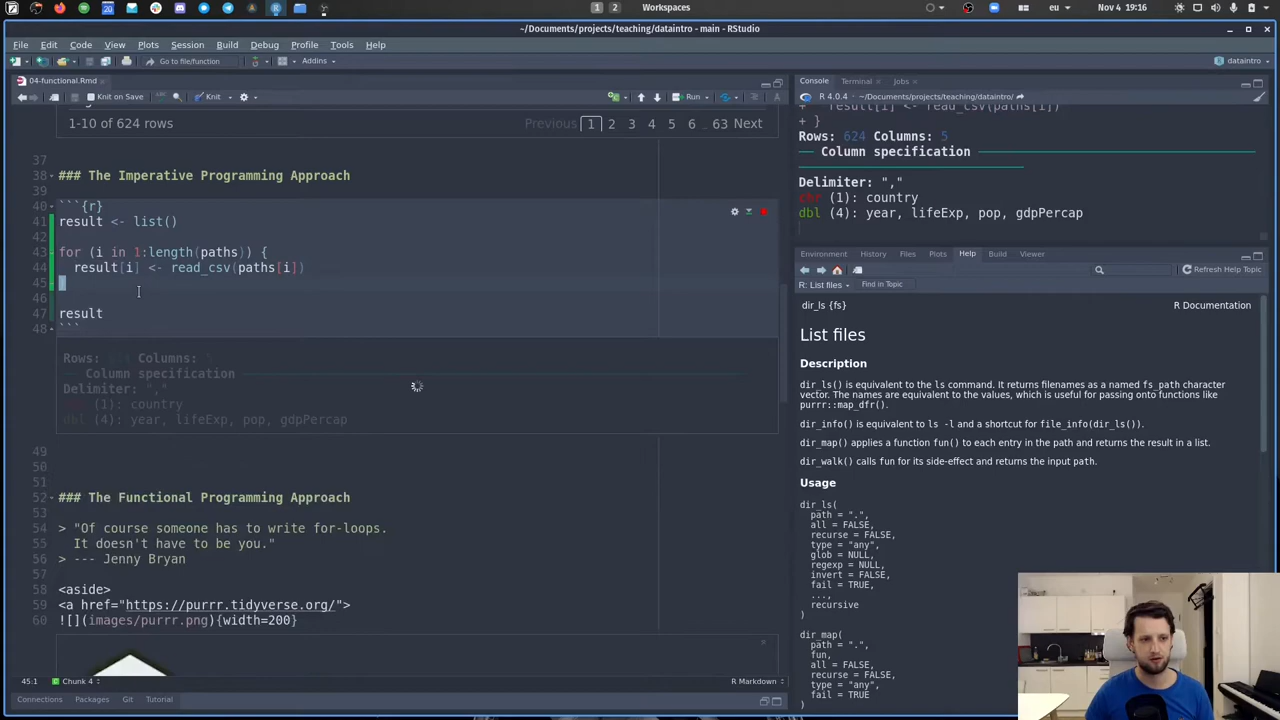 1
2
Workspaces
eu
Nov 4 19:16
~/Documents/projects/teaching/dataintro - main - RStudio
File Edit Code View Plots Session Build Debug Profile Tools Help
Go to file/function
Addins
dataintro
04-functional.Rmd
Knit on Save
Knit
Run
1-10 of 624 rows
Previous 1 2 3 4 5 6 .. 63 Next
37
38 ### The Imperative Programming Approach
39
40 ```{r}
41 result <- list()
42
43 for (i in 1:length(paths)) {
44 result[i] <- read_csv(paths[i])
45 }
46
47 result
48 ```
Rows: 624 Columns: 5
Column specification
Delimiter: ","
chr (1): country
dbl (4): year, lifeExp, pop, gdpPercap
49
50
51
52 ### The Functional Programming Approach
53
54 > "Of course someone has to write for-loops.
55 It doesn't have to be you."
56 > --- Jenny Bryan
57
58 <aside>
59 <a href="https://purrr.tidyverse.org/">
60 ![](images/purrr.png){width=200}
45:1
Chunk 4
R Markdown
Connections Packages Git Tutorial
Console Terminal Jobs
R 4.0.4 · ~/Documents/projects/teaching/dataintro/
+ result[i] <- read_csv(paths[i])
+ }
Rows: 624 Columns: 5
── Column specification ──
Delimiter: ","
chr (1): country
dbl (4): year, lifeExp, pop, gdpPercap
Environment History Files Plots Help Build Viewer
Refresh Help Topic
R: List files
Find in Topic
dir_ls {fs}
R Documentation
List files
Description
dir_ls() is equivalent to the ls command. It returns filenames as a named fs_path character
vector. The names are equivalent to the values, which is useful for passing onto functions like
purrr::map_dfr().
dir_info() is equivalent to ls -l and a shortcut for file_info(dir_ls()).
dir_map() applies a function fun() to each entry in the path and returns the result in a list.
dir_walk() calls fun for its side-effect and returns the input path.
Usage
dir_ls(
path = ".",
all = FALSE,
recurse = FALSE,
type = "any",
glob = NULL,
regexp = NULL,
invert = FALSE,
fail = TRUE,
...,
recursive
)
dir_map(
path = ".",
fun,
all = FALSE,
recurse = FALSE,
type = "any",
fail = TRUE
)